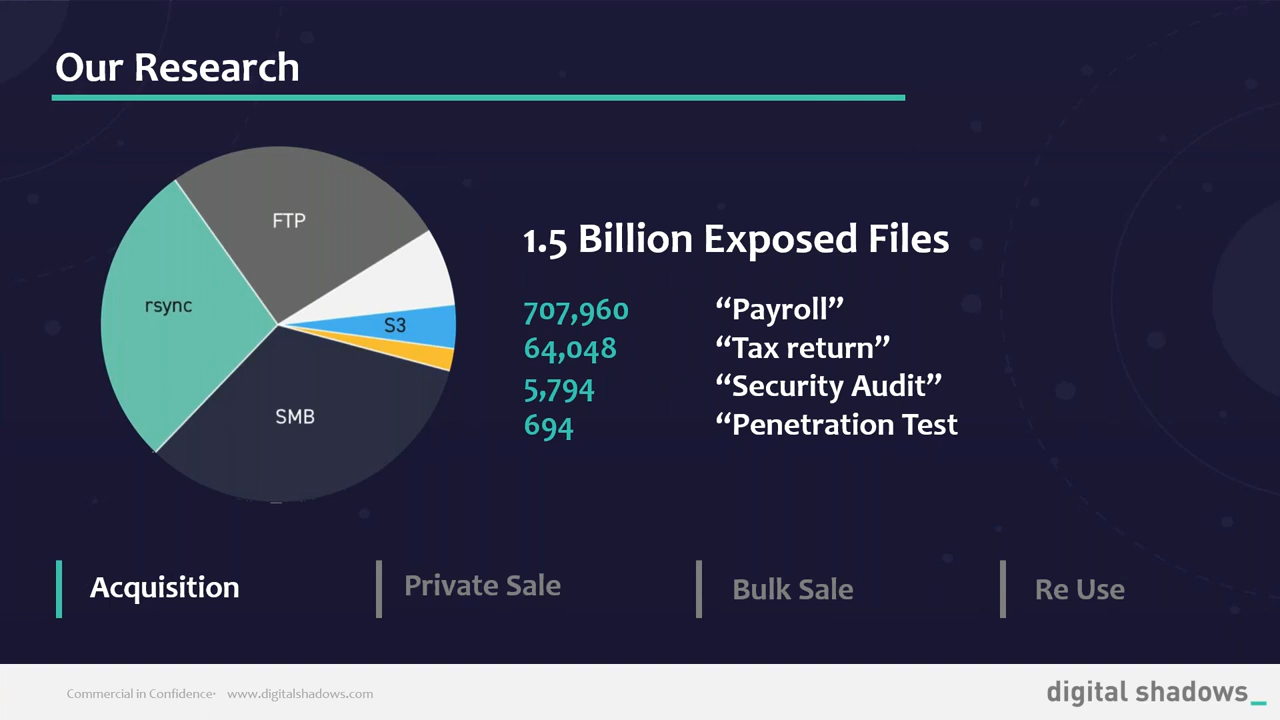 Our Research
FTP
rsync
S3
SMB
1.5 Billion Exposed Files
707,960 “Payroll”
64,048 “Tax return”
5,794 “Security Audit”
694 “Penetration Test
Acquisition
Private Sale
Bulk Sale
Re Use
Commercial in Confidence· www.digitalshadows.com
digital shadows_